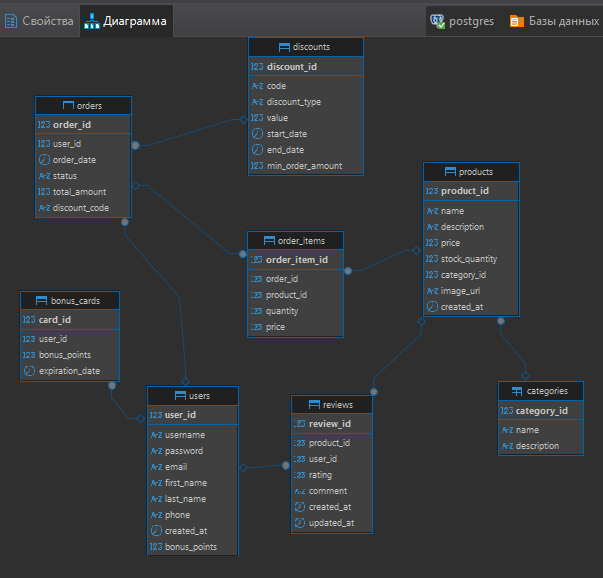 Свойства
Диаграмма
postgres
Базы данных
discounts
123 discount_id
A-Z code
A-Z discount_type
123 value
start_date
end_date
123 min_order_amount
orders
123 order_id
123 user_id
order_date
A-Z status
123 total_amount
A-Z discount_code
products
123 product_id
A-Z name
A-Z description
123 price
123 stock_quantity
123 category_id
A-Z image_url
created_at
order_items
123 order_item_id
123 order_id
123 product_id
123 quantity
123 price
bonus_cards
123 card_id
123 user_id
123 bonus_points
expiration_date
users
123 user_id
A-Z username
A-Z password
A-Z email
A-Z first_name
A-Z last_name
A-Z phone
created_at
123 bonus_points
reviews
123 review_id
123 product_id
123 user_id
123 rating
A-Z comment
created_at
updated_at
categories
123 category_id
A-Z name
A-Z description